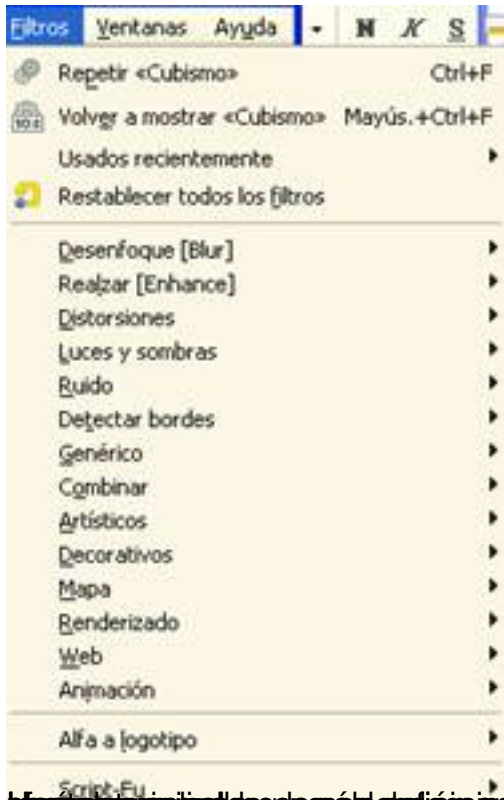 Filtros Ventanas Ayuda N K S
Repetir «Cubismo» Ctrl+F
Volver a mostrar «Cubismo» Mayús.+Ctrl+F
Usados recientemente
Restablecer todos los filtros
Desenfoque [Blur]
Realzar [Enhance]
Distorsiones
Luces y sombras
Ruido
Detectar bordes
Genérico
Combinar
Artísticos
Decorativos
Mapa
Renderizado
Web
Animación
Alfa a logotipo
Script-Fu